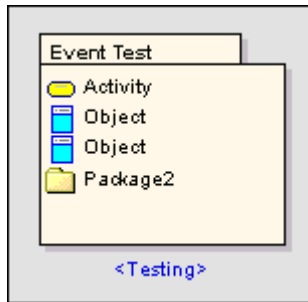 Event Test
Activity
Object
Object
Package2
<Testing>